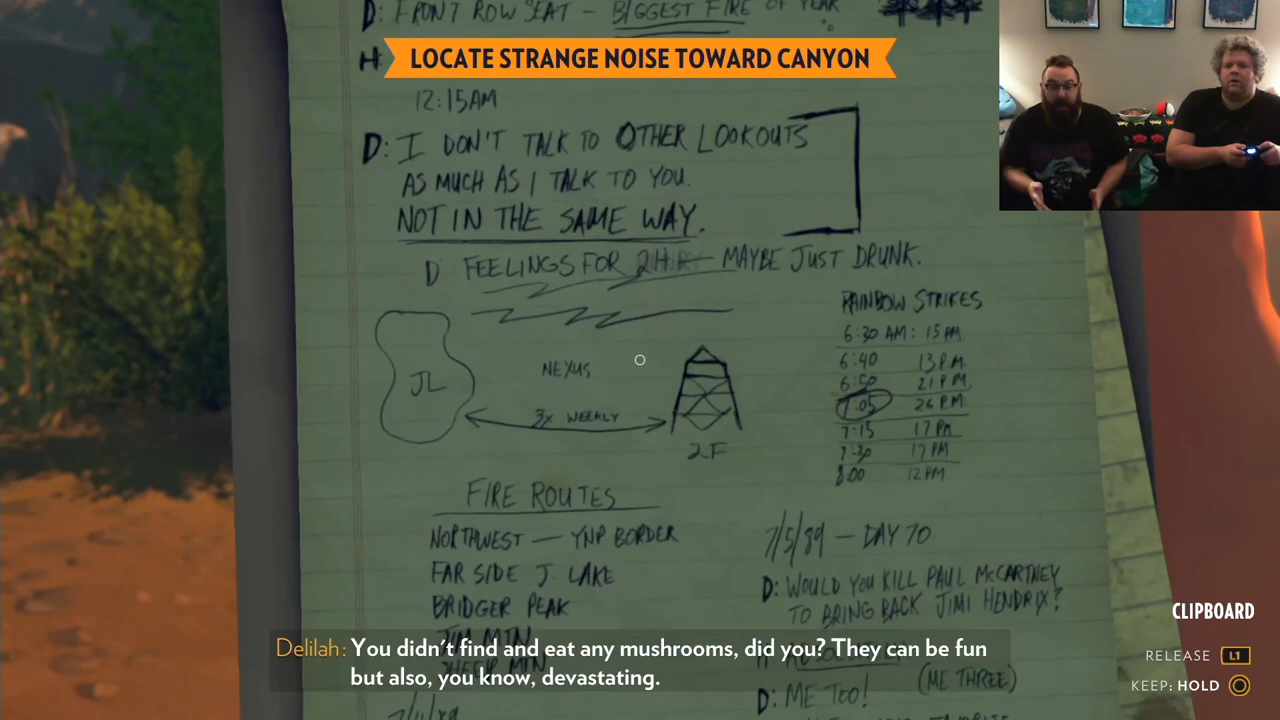 D: FRONT ROW SEAT - BIGGEST FIRE OF YEAR
LOCATE STRANGE NOISE TOWARD CANYON
H
12:15AM
D: I DON'T TALK TO OTHER LOOKOUTS
AS MUCH AS I TALK TO YOU.
NOT IN THE SAME WAY.
D FEELINGS FOR MAYBE JUST DRUNK.
RAINBOW STRIKES
6:30 AM: 15 PM
6:40 13 P.M.
6:50 21 P.M.
7:05 26 P.M.
7:15 17 PM
7:30 17 PM
8:00 12 PM
JL
NEXUS
3x WEEKLY
2F
FIRE ROUTES
NORTHWEST — YNP BORDER
FAR SIDE J. LAKE
BRIDGER PEAK
7/5/89 — DAY 70
D: WOULD YOU KILL PAUL McCARTNEY
TO BRING BACK JIMI HENDRIX?
D: ME TOO! (ME THREE)
CLIPBOARD
RELEASE L1
KEEP: HOLD
Delilah: You didn't find and eat any mushrooms, did you? They can be fun
but also, you know, devastating.